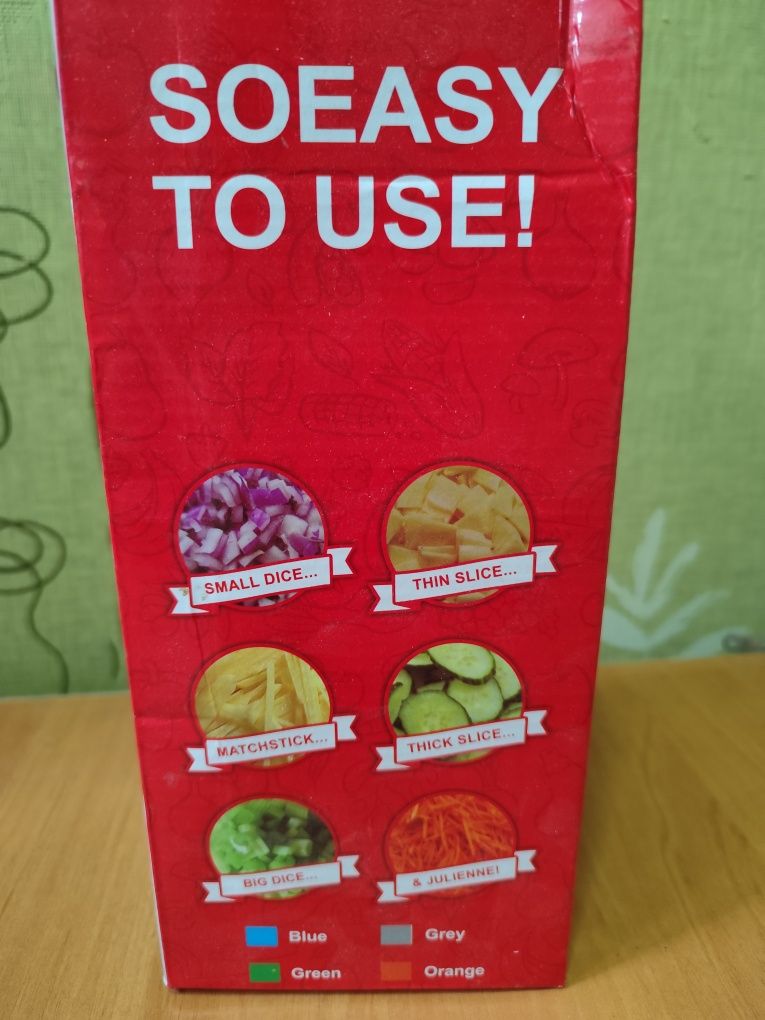 SOEASY
TO USE!
SMALL DICE...
THIN SLICE...
MATCHSTICK...
THICK SLICE...
BIG DICE...
& JULIENNE!
Blue
Grey
Green
Orange